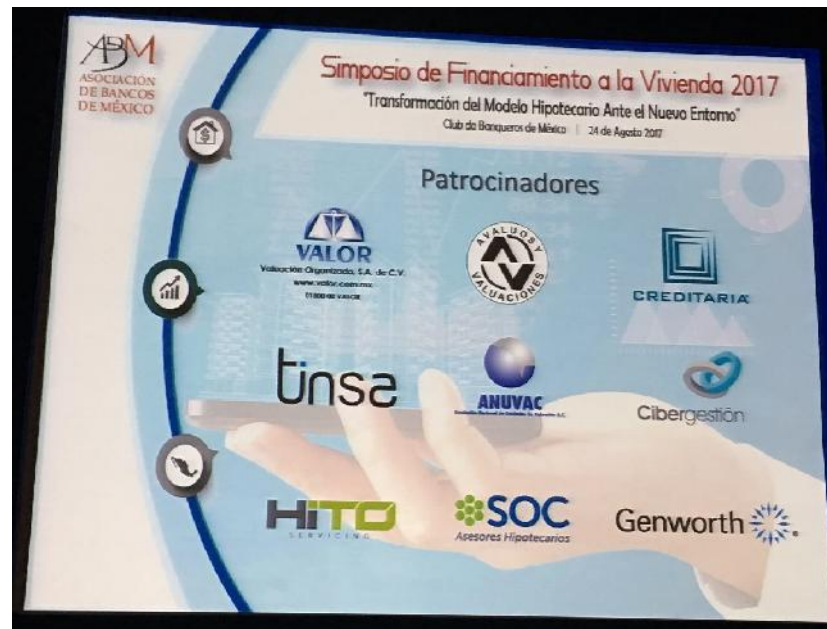 ABM
ASOCIACIÓN
DE BANCOS
DE MÉXICO
Simposio de Financiamiento a la Vivienda 2017
"Transformación del Modelo Hipotecario Ante el Nuevo Entorno"
Club de Banqueros de México | 24 de Agosto 2017
Patrocinadores
VALOR
Valuación Organizada, S.A. de C.V.
www.valor.com.mx
AVALUOS Y
VALUACIONES
CREDITARIA
tinsa
ANUVAC
Cibergestión
HiTO
SERVICING
SOC
Asesores Hipotecarios
Genworth